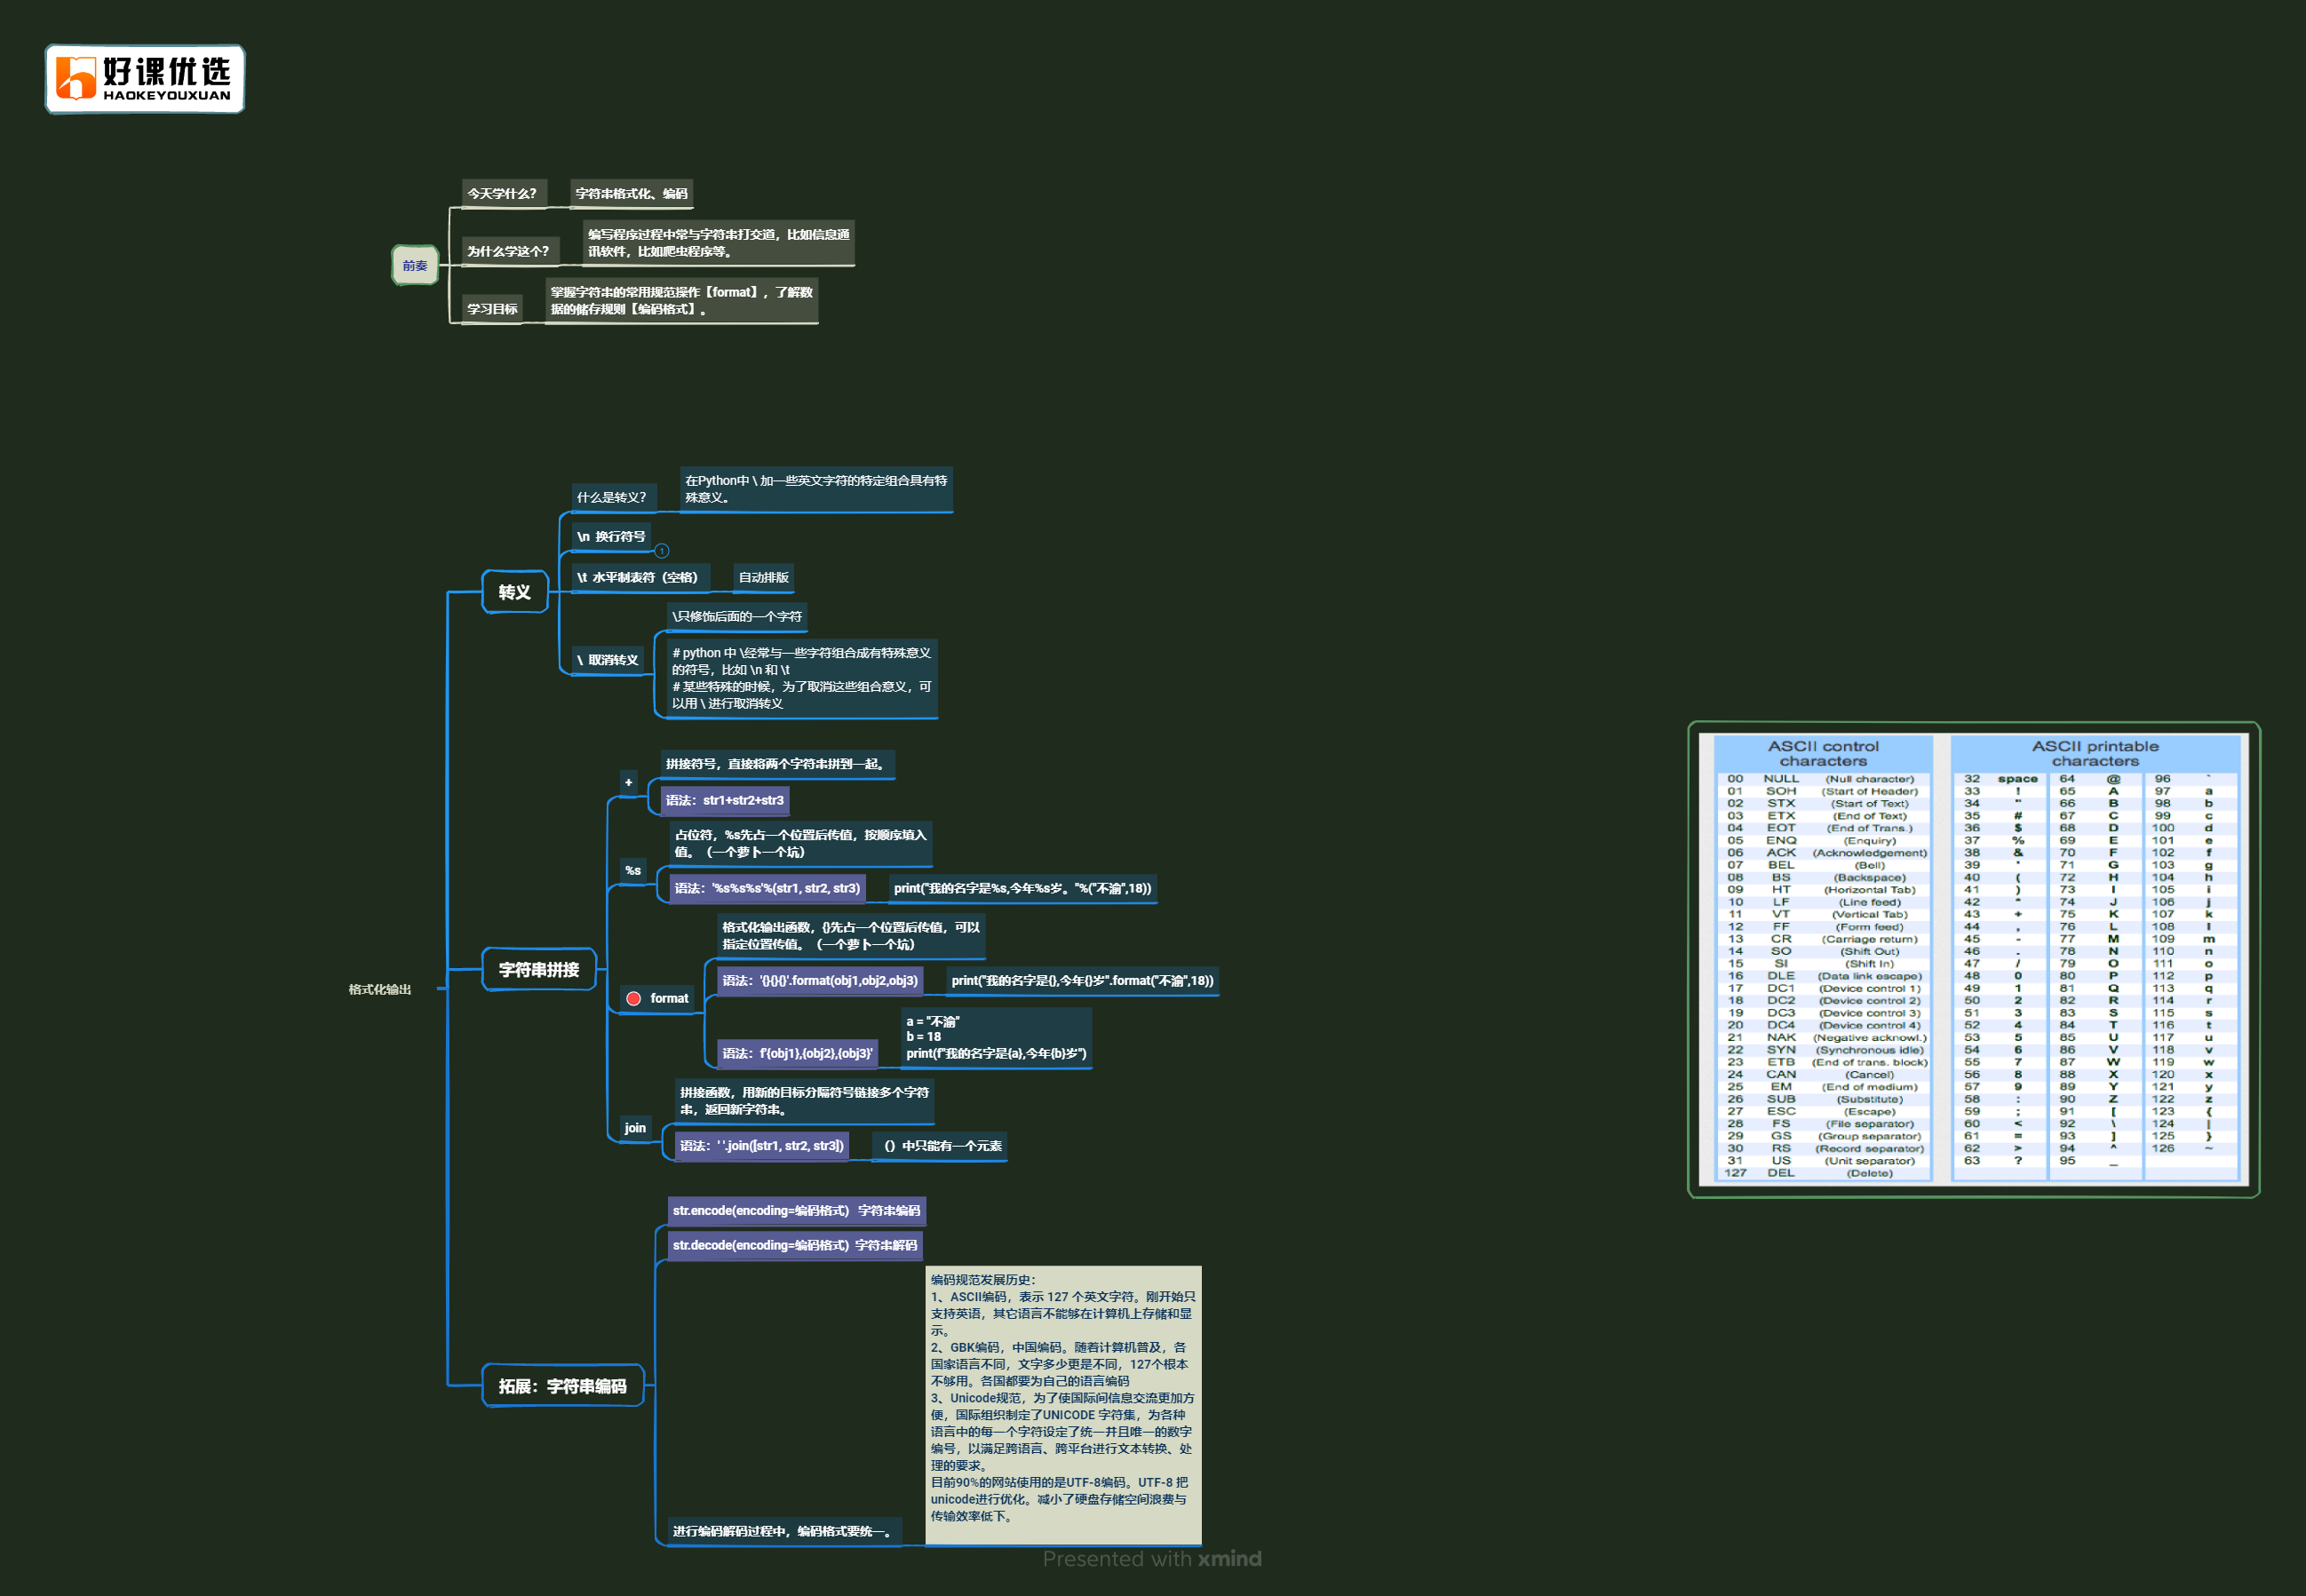 好课优选
HAOKEYOUXUAN
今天学什么？
字符串格式化、编码
为什么学这个？
编写程序过程中常与字符串打交道，比如信息通
讯软件，比如爬虫程序等。
前奏
学习目标
掌握字符串的常用规范操作【format】，了解数
据的储存规则【编码格式】。
格式化输出
转义
什么是转义？
在Python中 \ 加一些英文字符的特定组合具有特
殊意义。
\n 换行符号
1
\t 水平制表符（空格）
自动排版
\ 取消转义
\只修饰后面的一个字符
# python 中 \经常与一些字符组合成有特殊意义
的符号，比如 \n 和 \t
# 某些特殊的时候，为了取消这些组合意义，可
以用 \ 进行取消转义
字符串拼接
+
拼接符号，直接将两个字符串拼到一起。
语法：str1+str2+str3
%s
占位符，%s先占一个位置后传值，按顺序填入
值。（一个萝卜一个坑）
语法：'%s%s%s'%(str1, str2, str3)
print("我的名字是%s,今年%s岁。"%("不渝",18))
format
格式化输出函数，{}先占一个位置后传值，可以
指定位置传值。（一个萝卜一个坑）
语法：'{}{}{}'.format(obj1,obj2,obj3)
print("我的名字是{},今年{}岁".format("不渝",18))
语法：f'{obj1},{obj2},{obj3}'
a = "不渝"
b = 18
print(f"我的名字是{a},今年{b}岁")
join
拼接函数，用新的目标分隔符号链接多个字符
串，返回新字符串。
语法：' '.join([str1, str2, str3])
（）中只能有一个元素
拓展：字符串编码
str.encode(encoding=编码格式) 字符串编码
str.decode(encoding=编码格式) 字符串解码
进行编码解码过程中，编码格式要统一。
编码规范发展历史：
1、ASCII编码，表示 127 个英文字符。刚开始只
支持英语，其它语言不能够在计算机上存储和显
示。
2、GBK编码，中国编码。随着计算机普及，各
国家语言不同，文字多少更是不同，127个根本
不够用。各国都要为自己的语言编码
3、Unicode规范，为了使国际间信息交流更加方
便，国际组织制定了UNICODE 字符集，为各种
语言中的每一个字符设定了统一并且唯一的数字
编号，以满足跨语言、跨平台进行文本转换、处
理的要求。
目前90%的网站使用的是UTF-8编码。UTF-8 把
unicode进行优化。减小了硬盘存储空间浪费与
传输效率低下。
ASCII control
characters
00 NULL (Null character)
01 SOH (Start of Header)
02 STX (Start of Text)
03 ETX (End of Text)
04 EOT (End of Trans.)
05 ENQ (Enquiry)
06 ACK (Acknowledgement)
07 BEL (Bell)
08 BS (Backspace)
09 HT (Horizontal Tab)
10 LF (Line feed)
11 VT (Vertical Tab)
12 FF (Form feed)
13 CR (Carriage return)
14 SO (Shift Out)
15 SI (Shift In)
16 DLE (Data link escape)
17 DC1 (Device control 1)
18 DC2 (Device control 2)
19 DC3 (Device control 3)
20 DC4 (Device control 4)
21 NAK (Negative acknowl.)
22 SYN (Synchronous idle)
23 ETB (End of trans. block)
24 CAN (Cancel)
25 EM (End of medium)
26 SUB (Substitute)
27 ESC (Escape)
28 FS (File separator)
29 GS (Group separator)
30 RS (Record separator)
31 US (Unit separator)
127 DEL (Delete)
ASCII printable
characters
32 space 64 @ 96 `
33 ! 65 A 97 a
34 " 66 B 98 b
35 # 67 C 99 c
36 $ 68 D 100 d
37 % 69 E 101 e
38 & 70 F 102 f
39 ' 71 G 103 g
40 ( 72 H 104 h
41 ) 73 I 105 i
42 * 74 J 106 j
43 + 75 K 107 k
44 , 76 L 108 l
45 - 77 M 109 m
46 . 78 N 110 n
47 / 79 O 111 o
48 0 80 P 112 p
49 1 81 Q 113 q
50 2 82 R 114 r
51 3 83 S 115 s
52 4 84 T 116 t
53 5 85 U 117 u
54 6 86 V 118 v
55 7 87 W 119 w
56 8 88 X 120 x
57 9 89 Y 121 y
58 : 90 Z 122 z
59 ; 91 [ 123 {
60 < 92 \ 124 |
61 = 93 ] 125 }
62 > 94 ^ 126 ~
63 ? 95 _
Presented with xmind